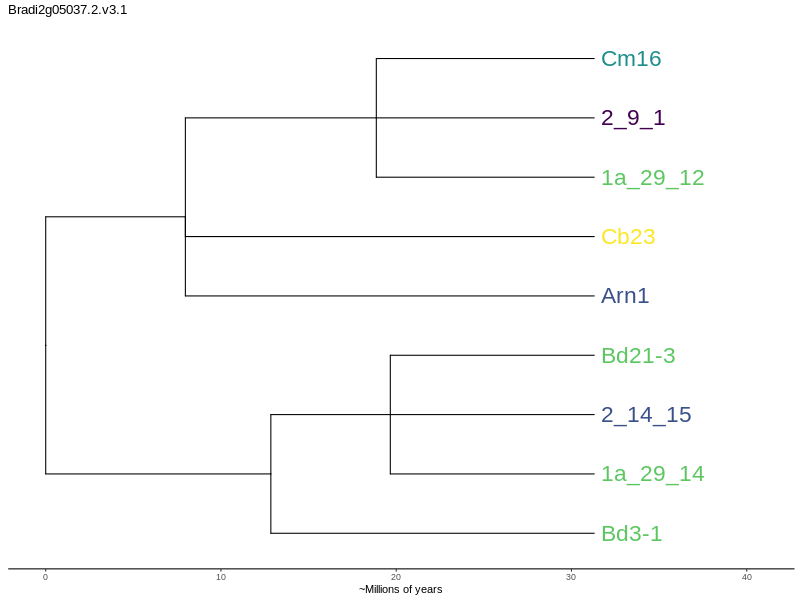 Bradi2g05037.2.v3.1
Cm16
2_9_1
1a_29_12
Cb23
Arn1
Bd21-3
2_14_15
1a_29_14
Bd3-1
0 10 20 30 40
~Millions of years